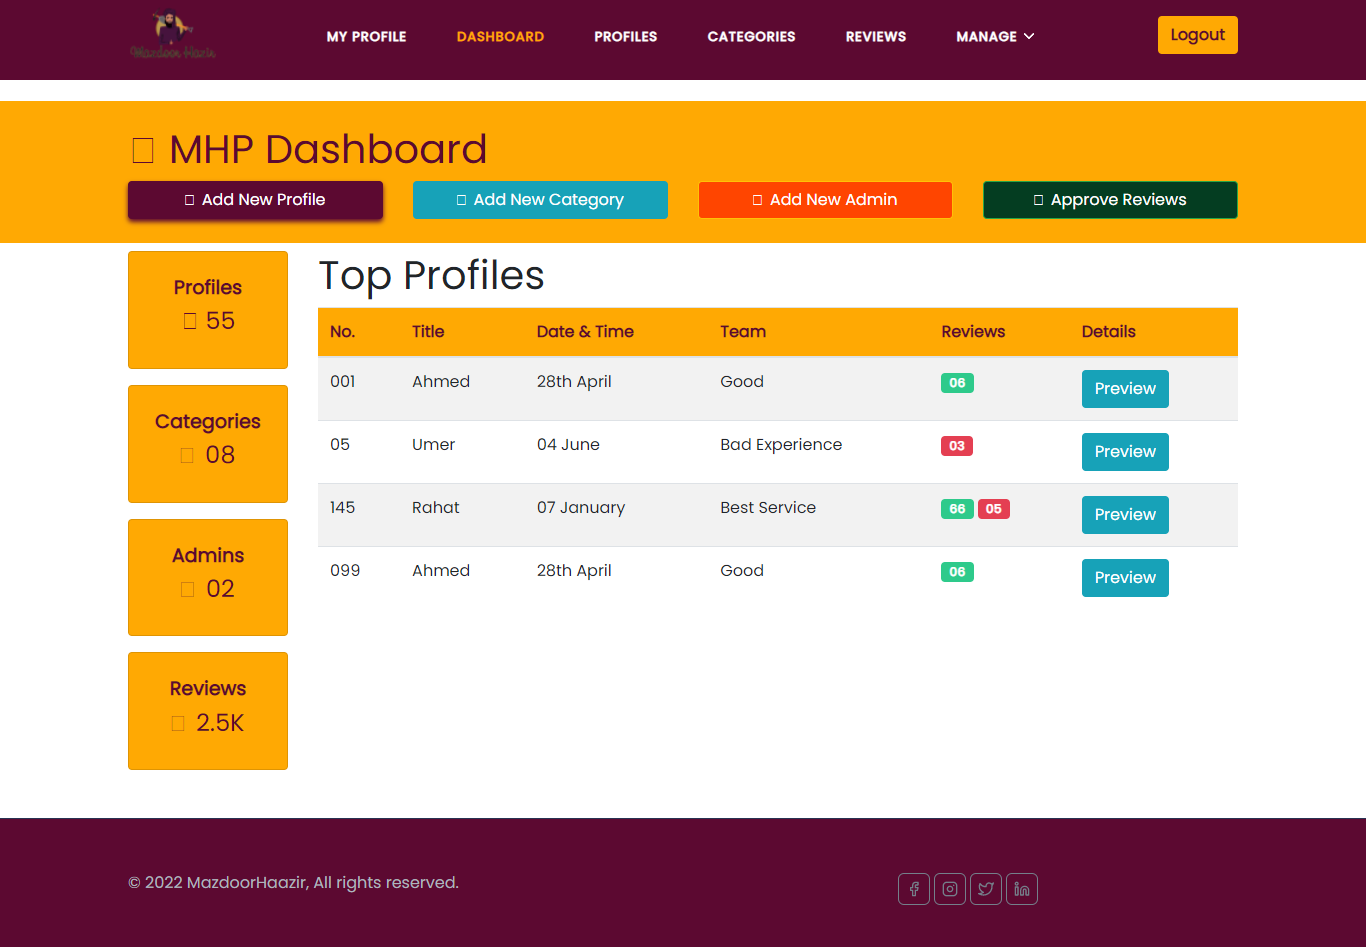 Mazdoor Hazir
MY PROFILE DASHBOARD PROFILES CATEGORIES REVIEWS MANAGE Logout
MHP Dashboard
Add New Profile Add New Category Add New Admin Approve Reviews
Profiles
55
Categories
08
Admins
02
Reviews
2.5K
Top Profiles
No. Title Date & Time Team Reviews Details
001 Ahmed 28th April Good 06 Preview
05 Umer 04 June Bad Experience 03 Preview
145 Rahat 07 January Best Service 66 05 Preview
099 Ahmed 28th April Good 06 Preview
© 2022 MazdoorHaazir, All rights reserved.